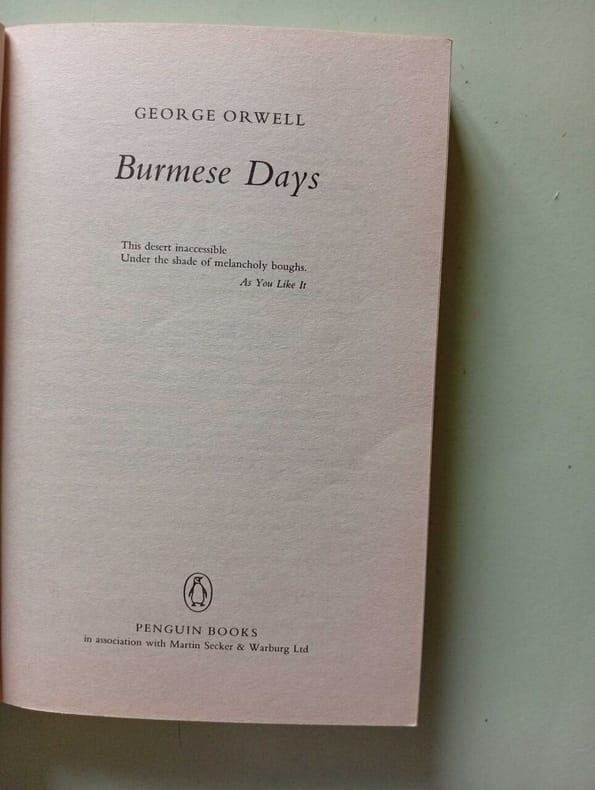 GEORGE ORWELL
Burmese Days
This desert inaccessible
Under the shade of melancholy boughs.
As You Like It
PENGUIN BOOKS
in association with Martin Secker & Warburg Ltd